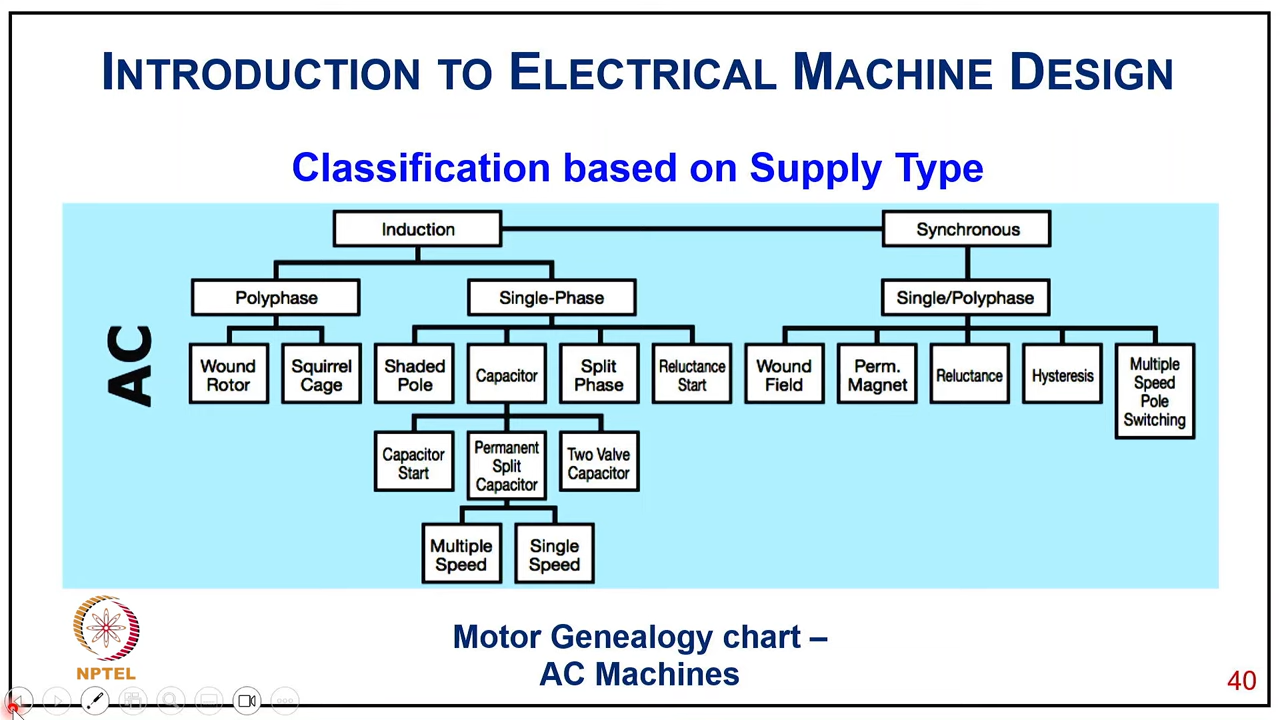 INTRODUCTION TO ELECTRICAL MACHINE DESIGN
Classification based on Supply Type
AC
Induction
Synchronous
Polyphase
Single-Phase
Single/Polyphase
Wound
Rotor
Squirrel
Cage
Shaded
Pole
Capacitor
Split
Phase
Reluctance
Start
Wound
Field
Perm.
Magnet
Reluctance
Hysteresis
Multiple
Speed
Pole
Switching
Capacitor
Start
Permanent
Split
Capacitor
Two Valve
Capacitor
Multiple
Speed
Single
Speed
Motor Genealogy chart –
AC Machines
NPTEL
40